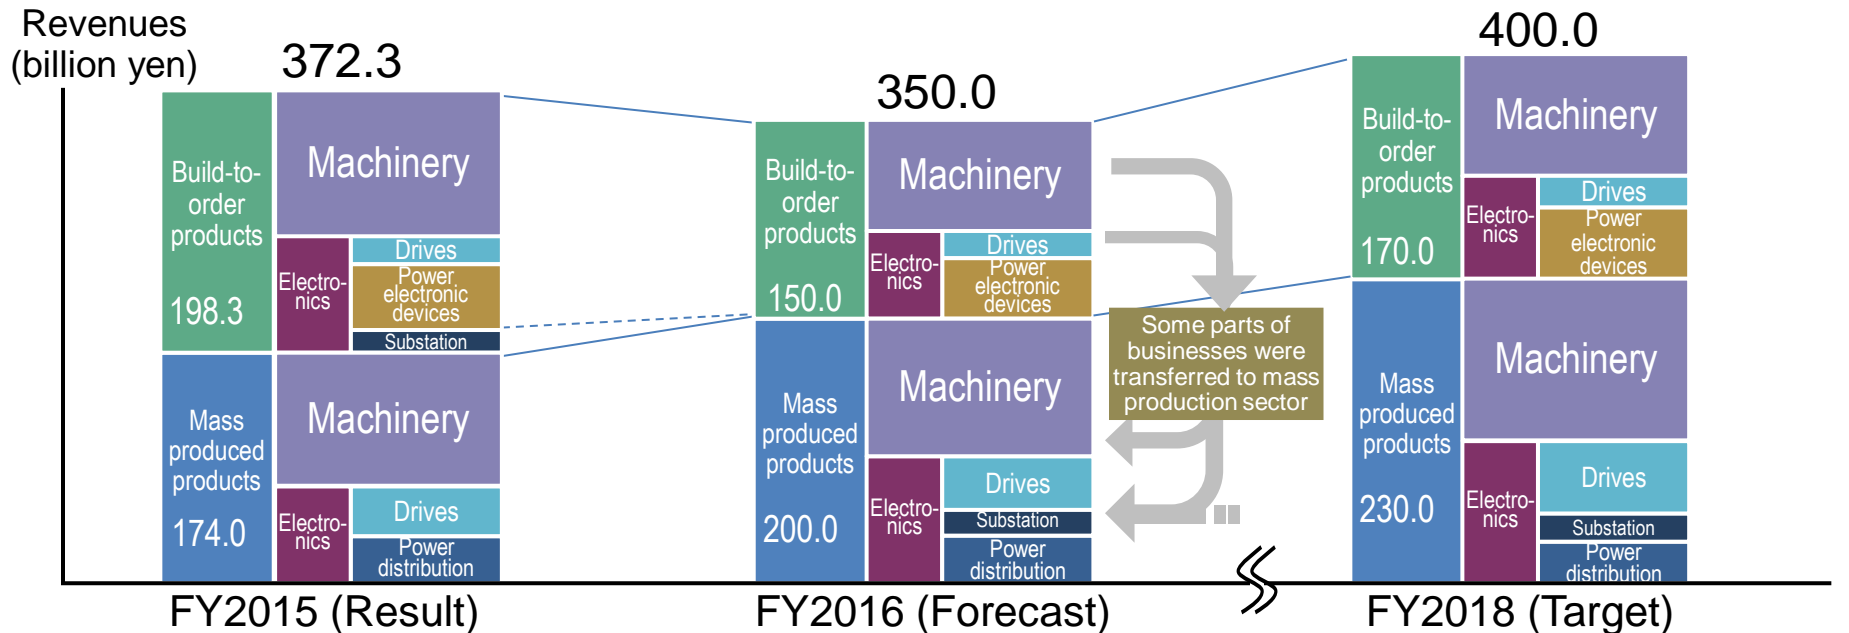 Revenues
(billion yen)
372.3
Build-to-
order
products
198.3
Machinery
Electro-
nics
Drives
Power
electronic
devices
Substation
Mass
produced
products
174.0
Machinery
Electro-
nics
Drives
Power
distribution
FY2015 (Result)
350.0
Build-to-
order
products
150.0
Machinery
Electro-
nics
Drives
Power
electronic
devices
Mass
produced
products
200.0
Machinery
Electro-
nics
Drives
Substation
Power
distribution
FY2016 (Forecast)
Some parts of
businesses were
transferred to mass
production sector
400.0
Build-to-
order
products
170.0
Machinery
Electro-
nics
Drives
Power
electronic
devices
Mass
produced
products
230.0
Machinery
Electro-
nics
Drives
Substation
Power
distribution
FY2018 (Target)